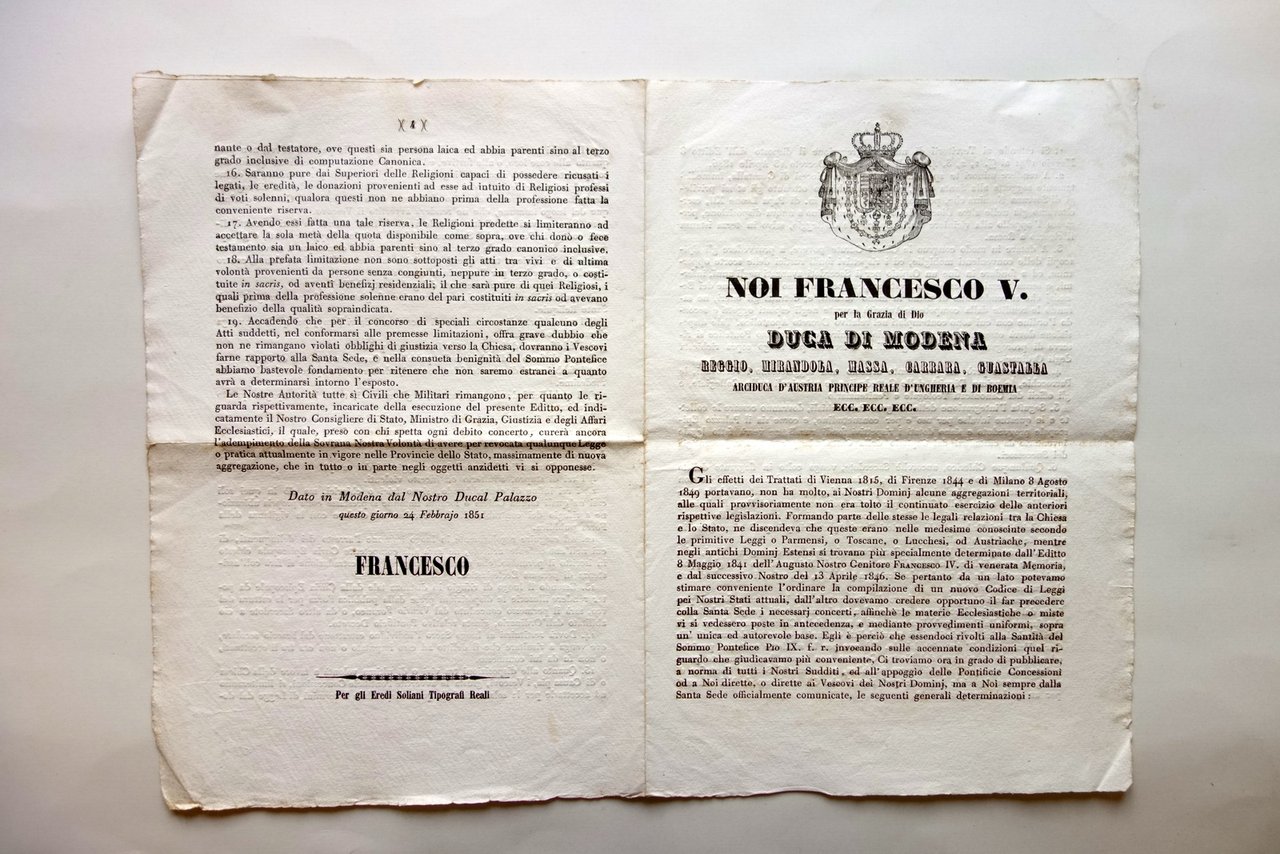 )( 4 )(
nante o dal testatore, ove questi sia persona laica ed abbia parenti sino al terzo
grado inclusive di computazione Canonica.
16. Saranno pure dai Superiori delle Religioni capaci di possedere ricusati i
legati, le eredità, le donazioni provenienti ad esse ad intuito di Religiosi professi
di voti solenni, qualora questi non ne abbiano prima della professione fatta la
conveniente riserva.
17. Avendo essi fatta una tale riserva, le Religioni predette si limiteranno ad
accettare la sola metà della quota disponibile come sopra, ove chi donò o fece
testamento sia un laico ed abbia parenti sino al terzo grado canonico inclusive.
18. Alla prefata limitazione non sono sottoposti gli atti tra vivi e di ultima
volontà provenienti da persone senza congiunti, neppure in terzo grado, o costi-
tuite in sacris, od aventi benefizj residenziali; il che sarà pure di quei Religiosi, i
quali prima della professione solenne erano del pari costituiti in sacris od avevano
benefizio della qualità sopraindicata.
19. Accadendo che per il concorso di speciali circostanze qualcuno degli
Atti suddetti, nel conformarsi alle premesse limitazioni, offra grave dubbio che
non ne rimangano violati obblighi di giustizia verso la Chiesa, dovranno i Vescovi
farne rapporto alla Santa Sede, e nella consueta benignità del Sommo Pontefice
abbiamo bastevole fondamento per ritenere che non saremo estranei a quanto
avrà a determinarsi intorno l'esposto.
Le Nostre Autorità tutte sì Civili che Militari rimangono, per quanto le ri-
guarda rispettivamente, incaricate della esecuzione del presente Editto, ed indi-
catamente il Nostro Consigliere di Stato, Ministro di Grazia, Giustizia e degli Affari
Ecclesiastici, il quale, preso con chi spetta ogni debito concerto, curerà ancora
l'adempimento della Sovrana Nostra Volontà di avere per revocata qualunque Legge
o pratica attualmente in vigore nelle Provincie dello Stato, massimamente di nuova
aggregazione, che in tutto o in parte negli oggetti anzidetti vi si opponesse.
Dato in Modena dal Nostro Ducal Palazzo
questo giorno 24 Febbrajo 1851
FRANCESCO
Per gli Eredi Soliani Tipografi Reali
NOI FRANCESCO V.
per la Grazia di Dio
DUCA DI MODENA
REGGIO, MIRANDOLA, MASSA, CARRARA, GUASTALLA
ARCIDUCA D'AUSTRIA PRINCIPE REALE D'UNGHERIA E DI BOEMIA
ECC. ECC. ECC.
Gli effetti dei Trattati di Vienna 1815, di Firenze 1844 e di Milano 8 Agosto
1849 portavano, non ha molto, ai Nostri Dominj alcune aggregazioni territoriali,
alle quali provvisoriamente non era tolto il continuato esercizio delle anteriori
rispettive legislazioni. Formando parte delle stesse le legali relazioni tra la Chiesa
e lo Stato, ne discendeva che queste erano nelle medesime conosciute secondo
le primitive Leggi o Parmensi, o Toscane, o Lucchesi, od Austriache, mentre
negli antichi Dominj Estensi si trovano più specialmente determinate dall'Editto
8 Maggio 1841 dell'Augusto Nostro Genitore FRANCESCO IV. di venerata Memoria,
e dal successivo Nostro del 13 Aprile 1846. Se pertanto da un lato potevamo
stimare conveniente l'ordinare la compilazione di un nuovo Codice di Leggi
pei Nostri Stati attuali, dall'altro dovevamo credere opportuno il far precedere
colla Santa Sede i necessarj concerti, affinchè le materie Ecclesiastiche o miste
vi si vedessero poste in antecedenza, e mediante provvedimenti uniformi, sopra
un' unica ed autorevole base. Egli è perciò che essendoci rivolti alla Santità del
Sommo Pontefice PIO IX. f. r. invocando sulle accennate condizioni quel ri-
guardo che giudicavamo più conveniente, Ci troviamo ora in grado di pubblicare,
a norma di tutti i Nostri Sudditi, ed all'appoggio delle Pontificie Concessioni
od a Noi dirette, o dirette ai Vescovi dei Nostri Dominj, ma a Noi sempre dalla
Santa Sede officialmente comunicate, le seguenti generali determinazioni: